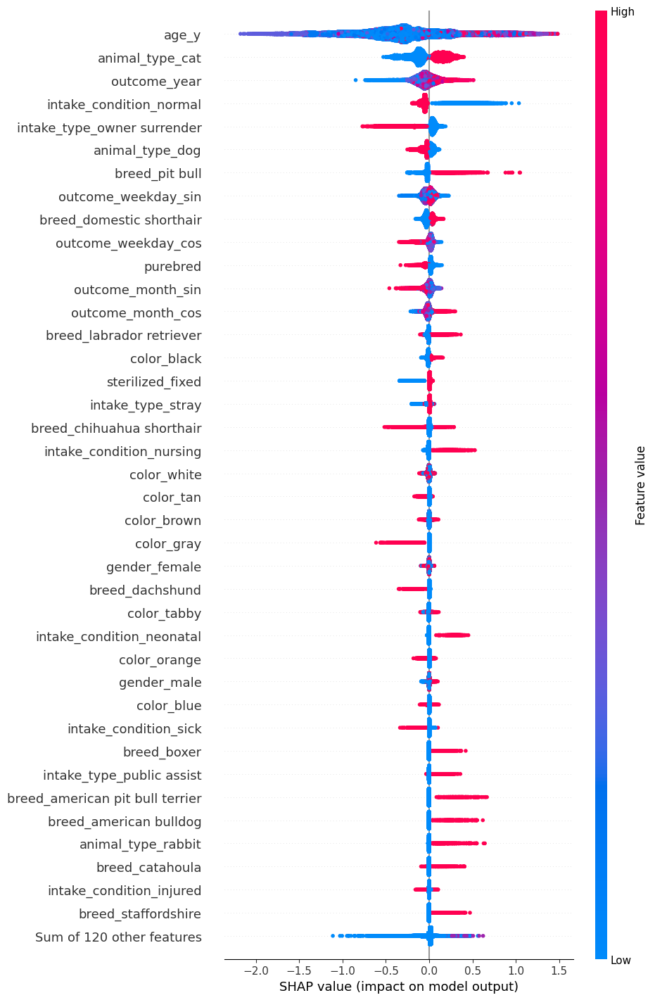 High
age_y
animal_type_cat
outcome_year
intake_condition_normal
intake_type_owner surrender
animal_type_dog
breed_pit bull
outcome_weekday_sin
breed_domestic shorthair
outcome_weekday_cos
purebred
outcome_month_sin
outcome_month_cos
breed_labrador retriever
color_black
sterilized_fixed
intake_type_stray
breed_chihuahua shorthair
intake_condition_nursing
color_white
color_tan
color_brown
color_gray
gender_female
breed_dachshund
color_tabby
intake_condition_neonatal
color_orange
gender_male
color_blue
intake_condition_sick
breed_boxer
intake_type_public assist
breed_american pit bull terrier
breed_american bulldog
animal_type_rabbit
breed_catahoula
intake_condition_injured
breed_staffordshire
Sum of 120 other features
Feature value
Low
−2.0 −1.5 −1.0 −0.5 0.0 0.5 1.0 1.5
SHAP value (impact on model output)